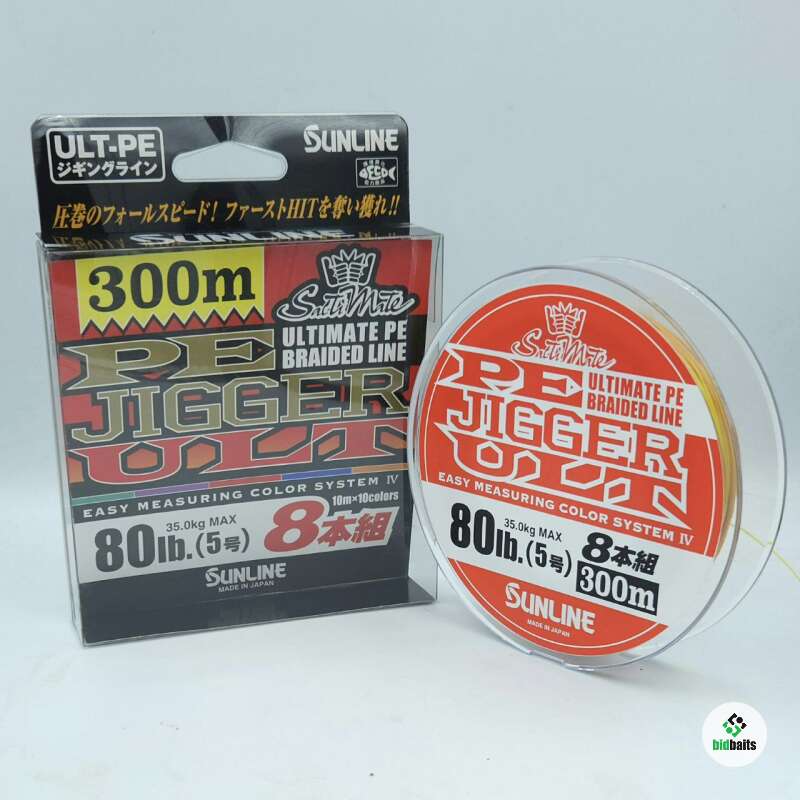 ULT-PE
ジギングライン
SUNLINE
圧巻のフォールスピード! ファーストHITを奪い獲れ!!
SUNLINE
300m
SaltiMate
ULTIMATE PE
BRAIDED LINE
PE
JIGGER
ULT
EASY MEASURING COLOR SYSTEM IV
10m×10colors
35.0kg MAX
80lb.(5号) 8本組
SUNLINE
MADE IN JAPAN
SaltiMate
PE
ULTIMATE PE
BRAIDED LINE
JIGGER
ULT
EASY MEASURING COLOR SYSTEM IV
35.0kg MAX
80lb.(5号) 8本組
300m
SUNLINE
MADE IN JAPAN
bidbaits